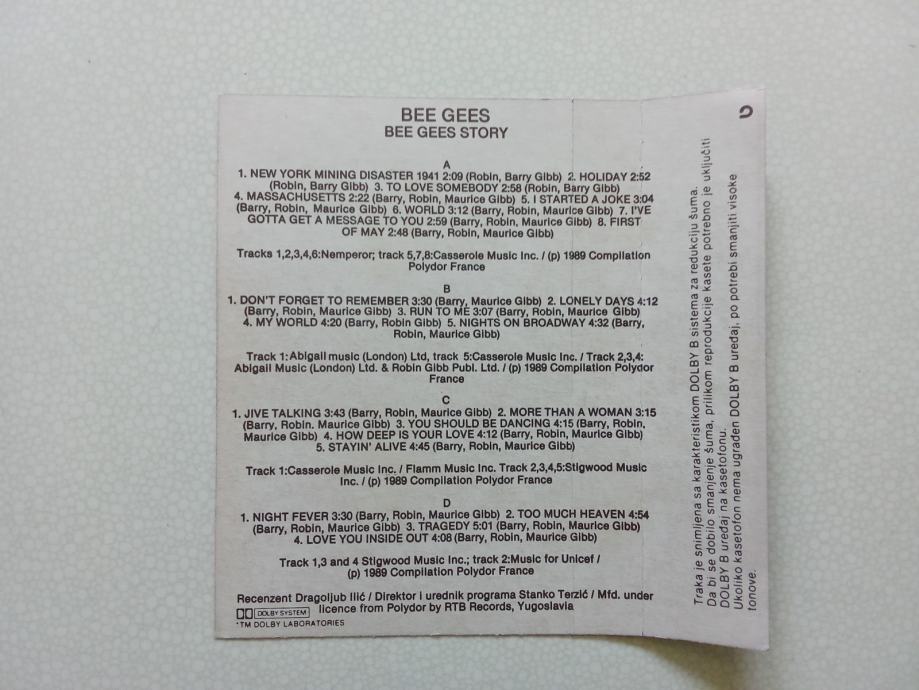 BEE GEES
BEE GEES STORY
A
1. NEW YORK MINING DISASTER 1941 2:09 (Robin, Barry Gibb) 2. HOLIDAY 2:52
(Robin, Barry Gibb) 3. TO LOVE SOMEBODY 2:58 (Robin, Barry Gibb)
4. MASSACHUSETTS 2:22 (Barry, Robin, Maurice Gibb) 5. I STARTED A JOKE 3:04
(Barry, Robin, Maurice Gibb) 6. WORLD 3:12 (Barry, Robin, Maurice Gibb) 7. I'VE
GOTTA GET A MESSAGE TO YOU 2:59 (Barry, Robin, Maurice Gibb) 8. FIRST
OF MAY 2:48 (Barry, Robin, Maurice Gibb)
Tracks 1,2,3,4,6:Nemperor; track 5,7,8:Casserole Music Inc. / (p) 1989 Compilation
Polydor France
B
1. DON'T FORGET TO REMEMBER 3:30 (Barry, Maurice Gibb) 2. LONELY DAYS 4:12
(Barry, Robin, Maurice Gibb) 3. RUN TO ME 3:07 (Barry, Robin, Maurice Gibb)
4. MY WORLD 4:20 (Barry, Robin Gibb) 5. NIGHTS ON BROADWAY 4:32 (Barry,
Robin, Maurice Gibb)
Track 1:Abigail music (London) Ltd, track 5:Casserole Music Inc. / Track 2,3,4:
Abigail Music (London) Ltd. & Robin Gibb Publ. Ltd. / (p) 1989 Compilation Polydor
France
C
1. JIVE TALKING 3:43 (Barry, Robin, Maurice Gibb) 2. MORE THAN A WOMAN 3:15
(Barry, Robin. Maurice Gibb) 3. YOU SHOULD BE DANCING 4:15 (Barry, Robin,
Maurice Gibb) 4. HOW DEEP IS YOUR LOVE 4:12 (Barry, Robin, Maurice Gibb)
5. STAYIN' ALIVE 4:45 (Barry, Robin, Maurice Gibb)
Track 1:Casserole Music Inc. / Flamm Music Inc. Track 2,3,4,5:Stigwood Music
Inc. / (p) 1989 Compilation Polydor France
D
1. NIGHT FEVER 3:30 (Barry, Robin, Maurice Gibb) 2. TOO MUCH HEAVEN 4:54
(Barry, Robin, Maurice Gibb) 3. TRAGEDY 5:01 (Barry, Robin, Maurice Gibb)
4. LOVE YOU INSIDE OUT 4:08 (Barry, Robin, Maurice Gibb)
Track 1,3 and 4 Stigwood Music Inc.; track 2:Music for Unicef /
(p) 1989 Compilation Polydor France
Recenzent Dragoljub Ilić / Direktor i urednik programa Stanko Terzić / Mfd. under
DOLBY SYSTEM licence from Polydor by RTB Records, Yugoslavia
*TM DOLBY LABORATORIES
Traka je snimljena sa karakteristikom DOLBY B sistema za redukciju šuma.
Da bi se dobilo smanjenje šuma, prilikom reprodukcije kasete potrebno je uključiti
DOLBY B uređaj na kasetofonu.
Ukoliko kasetofon nema ugrađen DOLBY B uređaj, po potrebi smanjiti visoke
tonove.